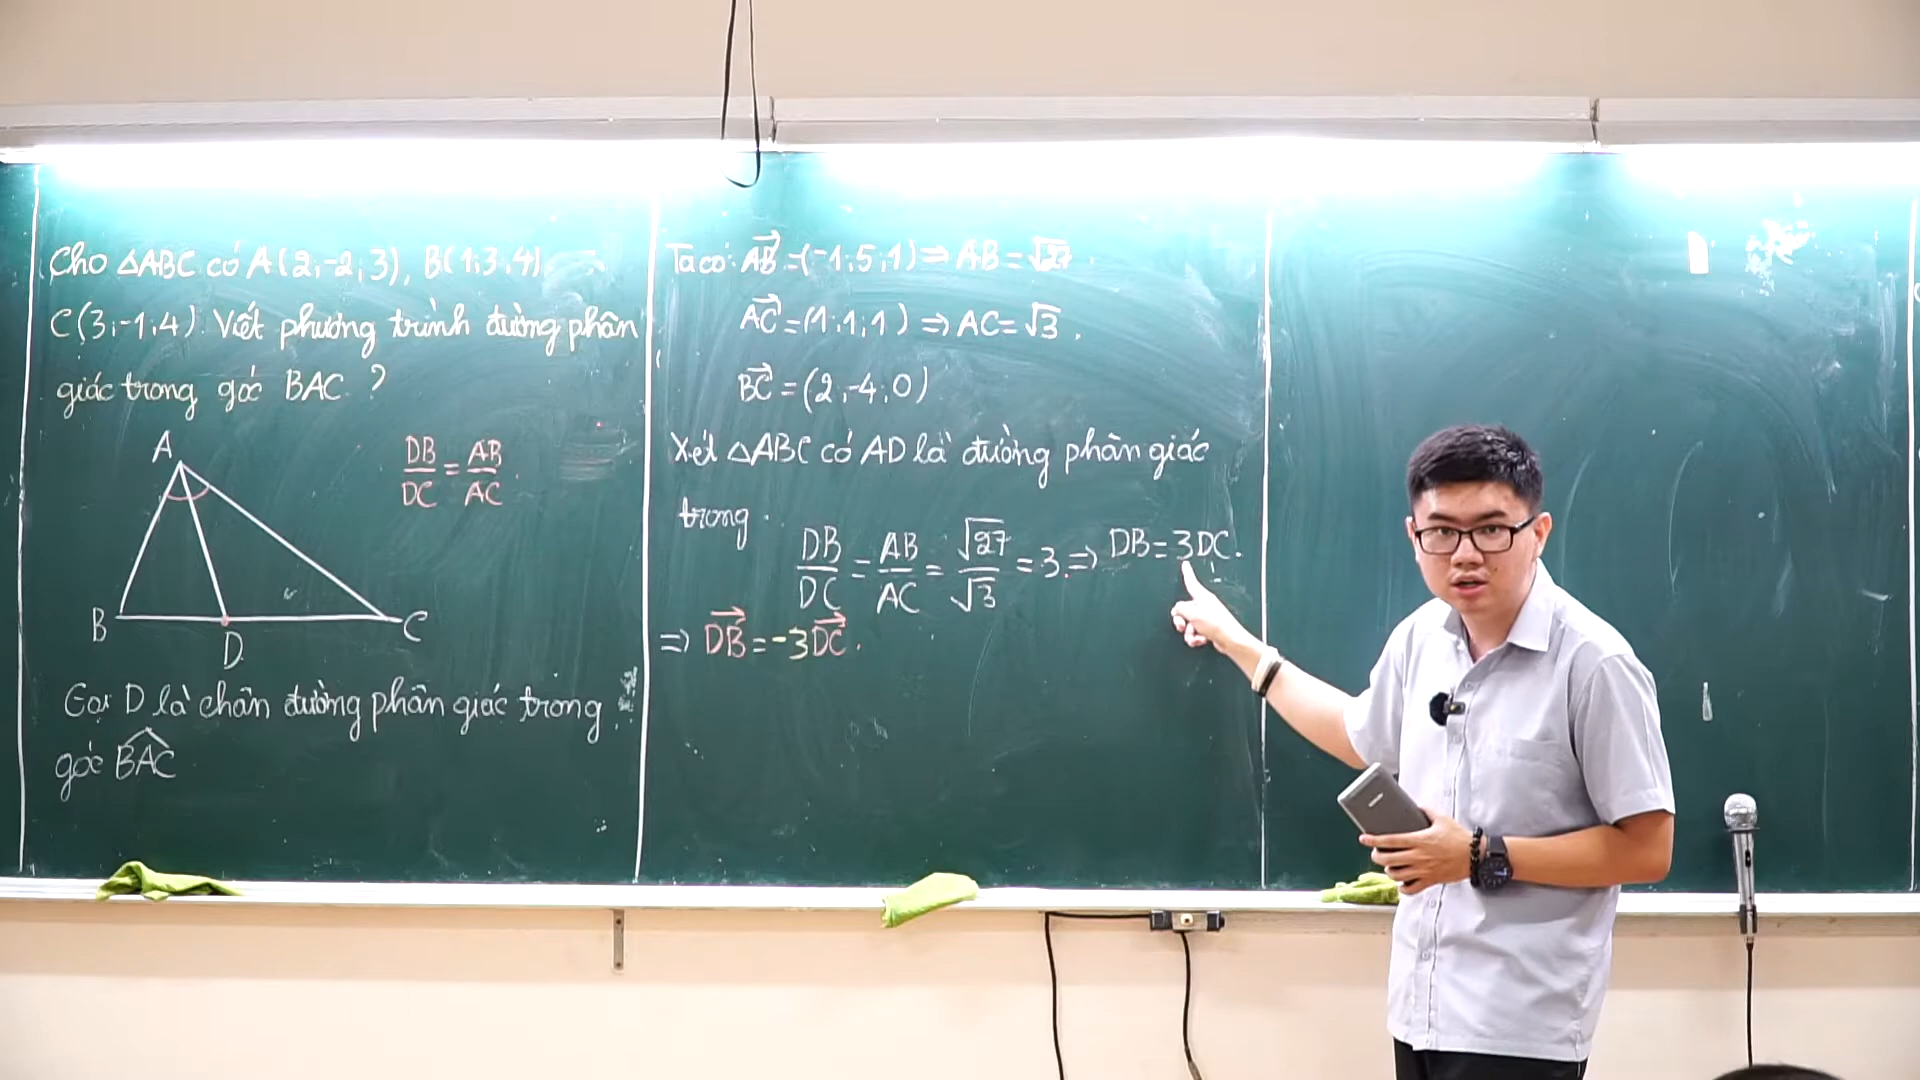 Cho △ABC có A(2;-2;3), B(1;3;4)
C(3;-1;4). Viết phương trình đường phân
giác trong góc BAC ?
A
B
D
C
DB/DC = AB/AC.
Gọi D là chân đường phân giác trong
góc BAC
Ta có: AB = (-1;5;1) ⇒ AB = √27.
AC = (1;1;1) ⇒ AC = √3.
BC = (2;-4;0)
Xét △ABC có AD là đường phân giác
trong.
DB/DC = AB/AC = √27/√3 = 3. ⇒ DB = 3DC.
⇒ DB = -3DC.